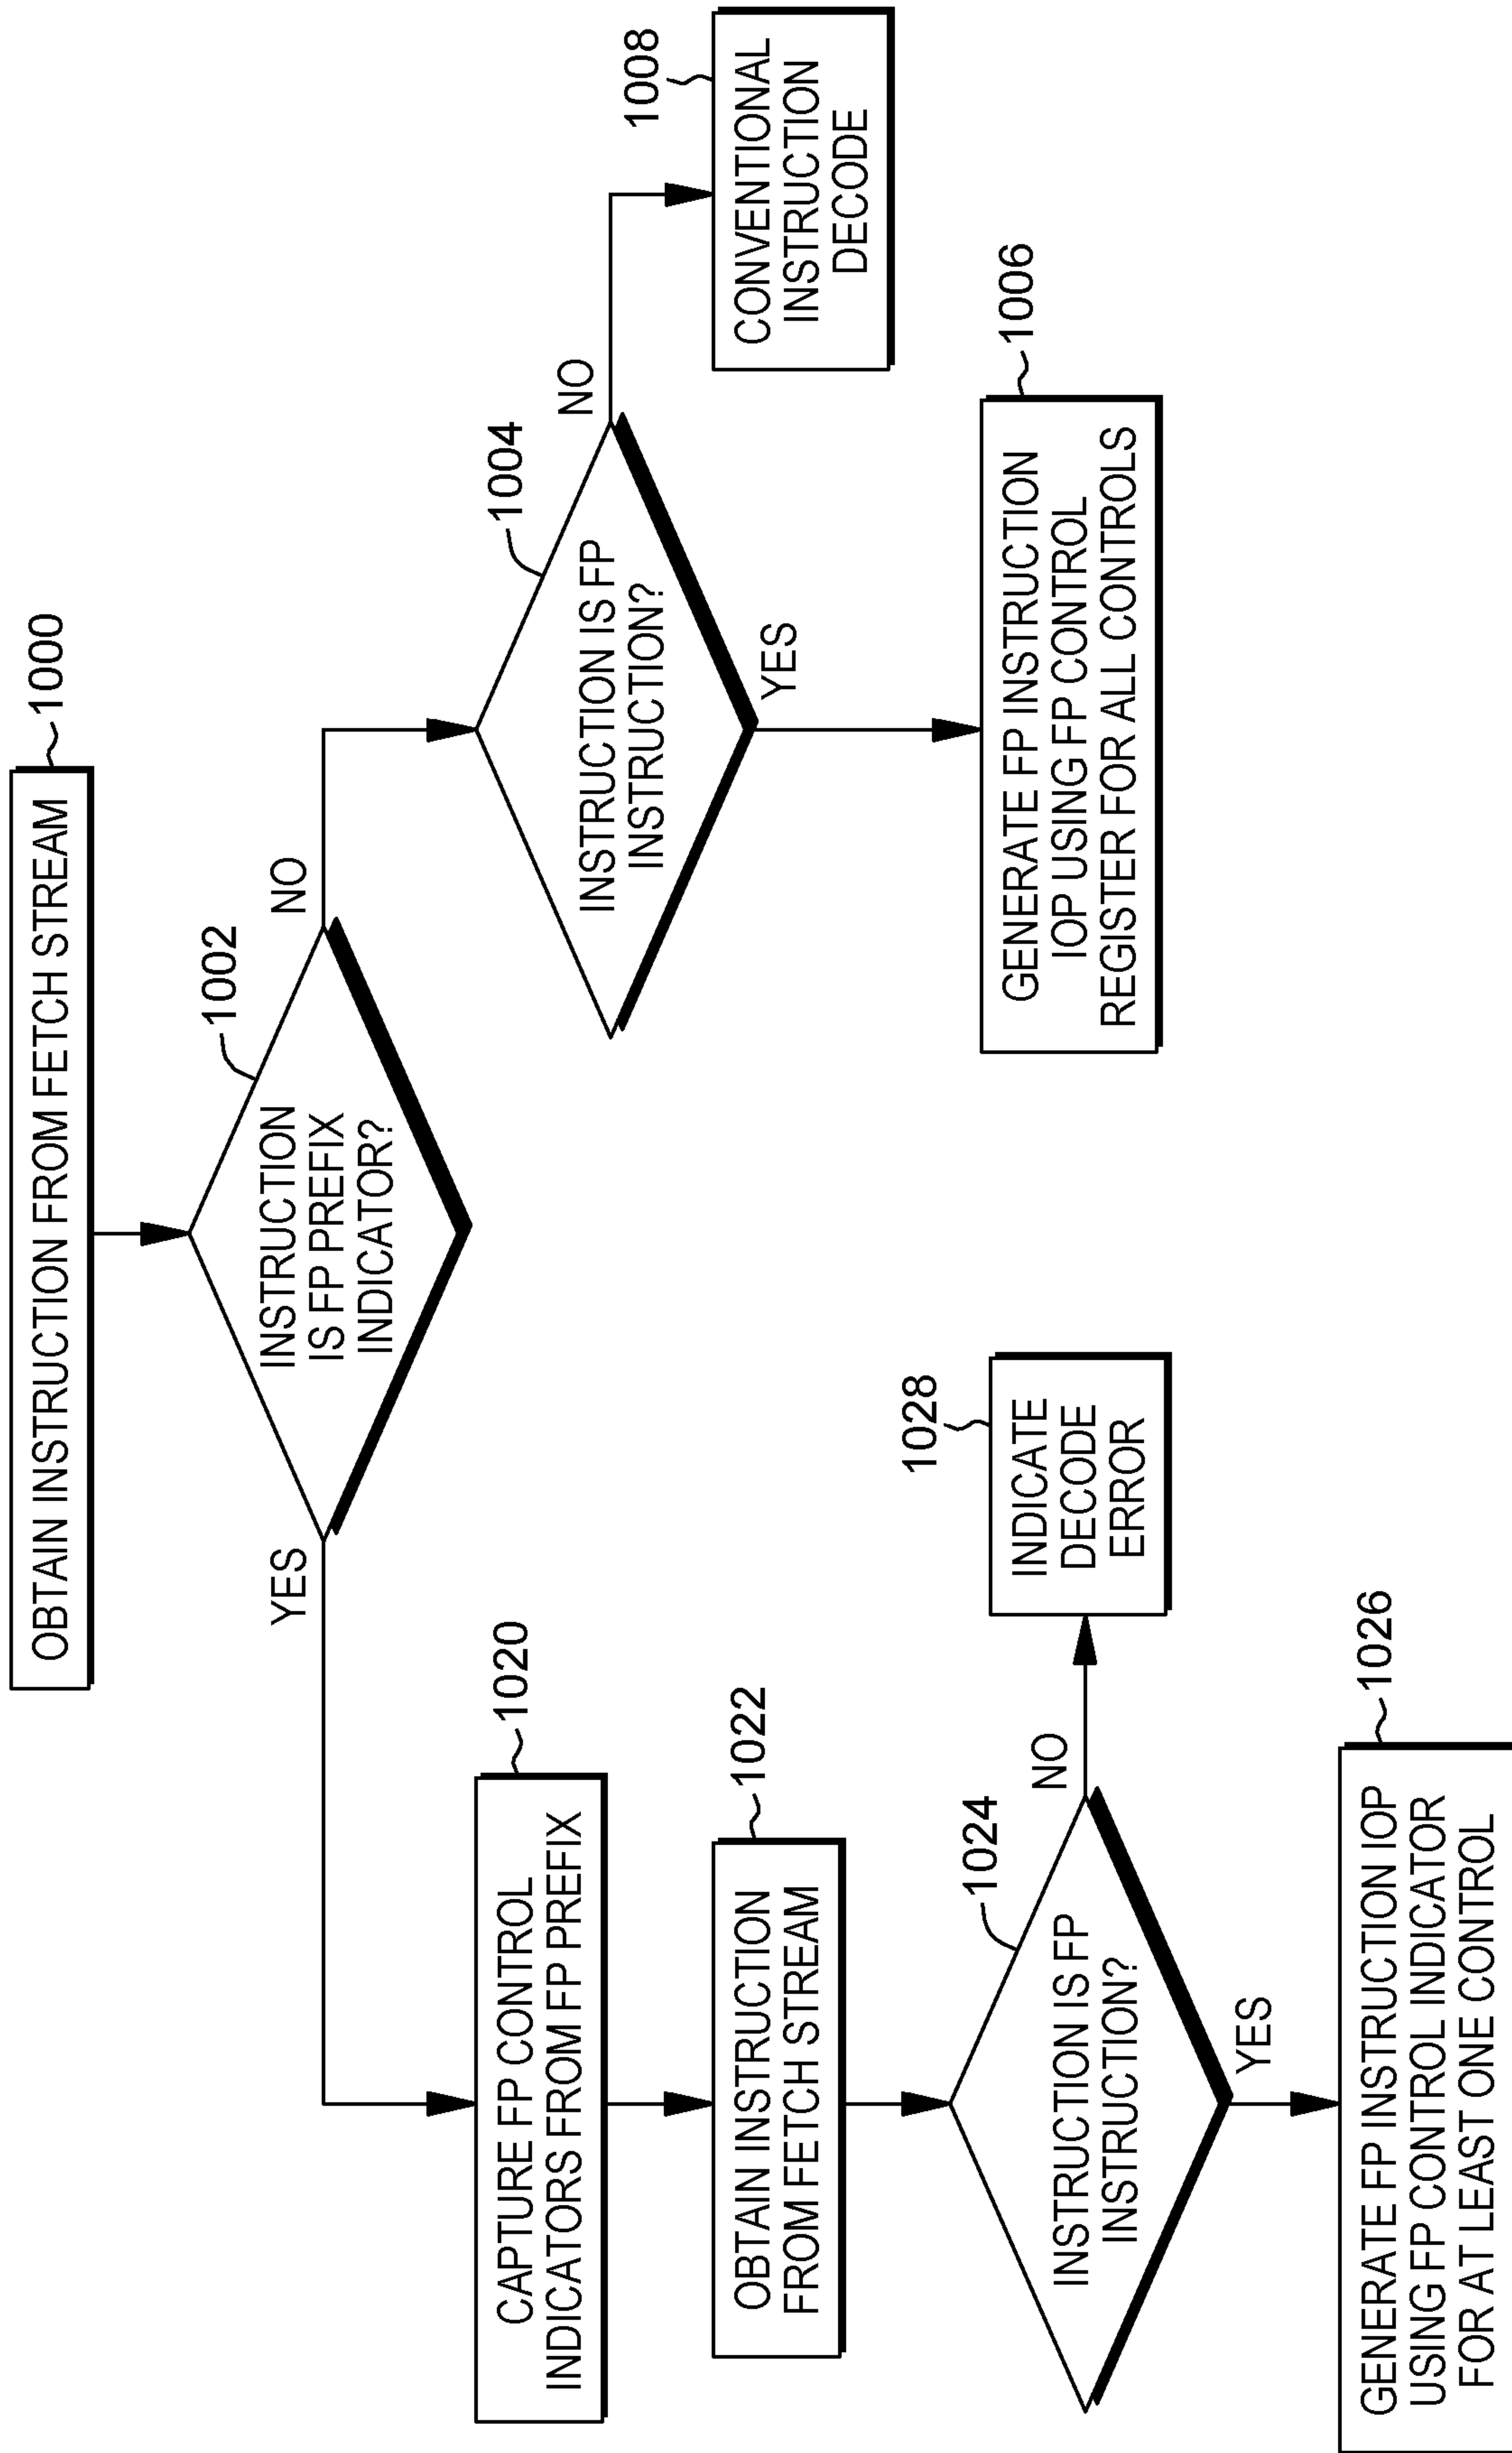 OBTAIN INSTRUCTION FROM FETCH STREAM
1000
INSTRUCTION
IS FP PREFIX
INDICATOR?
1002
YES
NO
CAPTURE FP CONTROL
INDICATORS FROM FP PREFIX
1020
OBTAIN INSTRUCTION
FROM FETCH STREAM
1022
INSTRUCTION IS FP
INSTRUCTION?
1024
NO
INDICATE
DECODE
ERROR
1028
YES
GENERATE FP INSTRUCTION IOP
USING FP CONTROL INDICATOR
FOR AT LEAST ONE CONTROL
1026
INSTRUCTION IS FP
INSTRUCTION?
1004
NO
CONVENTIONAL
INSTRUCTION
DECODE
1008
YES
GENERATE FP INSTRUCTION
IOP USING FP CONTROL
REGISTER FOR ALL CONTROLS
1006